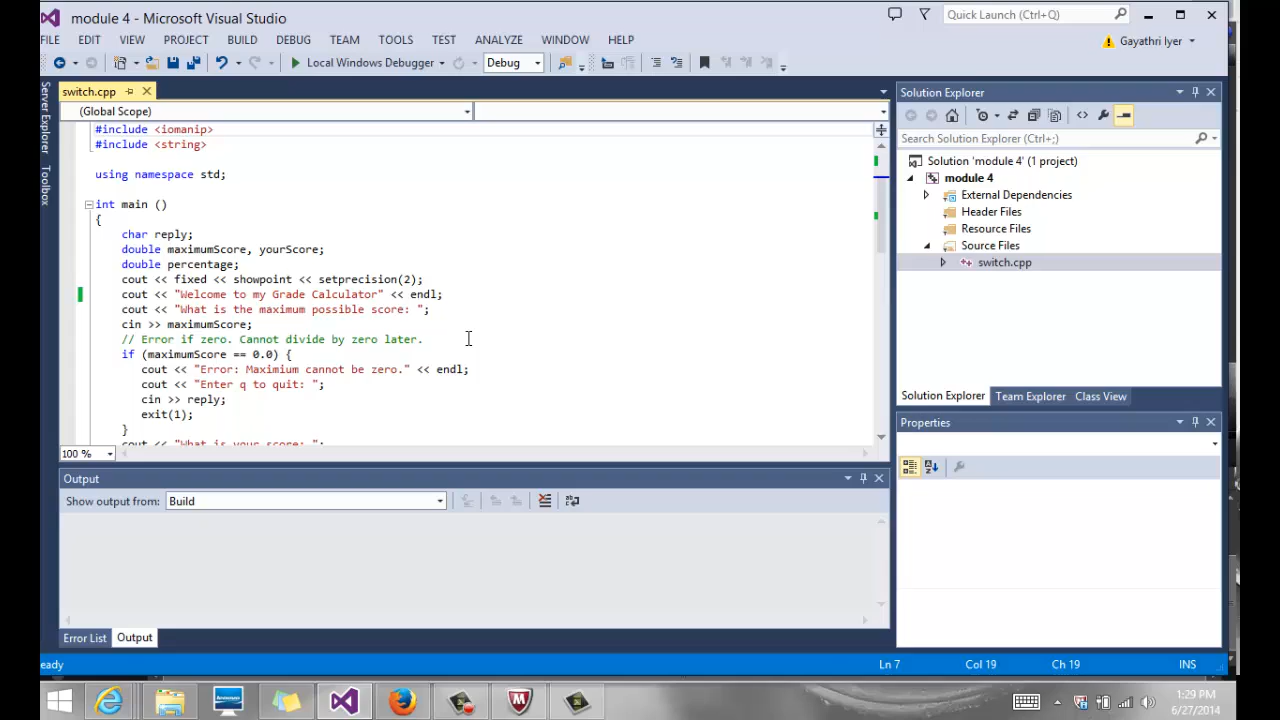 module 4 - Microsoft Visual Studio
Quick Launch (Ctrl+Q)
FILE EDIT VIEW PROJECT BUILD DEBUG TEAM TOOLS TEST ANALYZE WINDOW HELP
Gayathri Iyer
Local Windows Debugger
Debug
Server Explorer
Toolbox
switch.cpp
(Global Scope)
#include <iomanip>
#include <string>
using namespace std;
int main ()
{
char reply;
double maximumScore, yourScore;
double percentage;
cout << fixed << showpoint << setprecision(2);
cout << "Welcome to my Grade Calculator" << endl;
cout << "What is the maximum possible score: ";
cin >> maximumScore;
// Error if zero. Cannot divide by zero later.
if (maximumScore == 0.0) {
cout << "Error: Maximium cannot be zero." << endl;
cout << "Enter q to quit: ";
cin >> reply;
exit(1);
}
cout << "What is your score: ";
100 %
Output
Show output from: Build
Error List Output
Solution Explorer
Search Solution Explorer (Ctrl+;)
Solution 'module 4' (1 project)
module 4
External Dependencies
Header Files
Resource Files
Source Files
switch.cpp
Solution Explorer Team Explorer Class View
Properties
eady
Ln 7 Col 19 Ch 19 INS
1:29 PM
6/27/2014